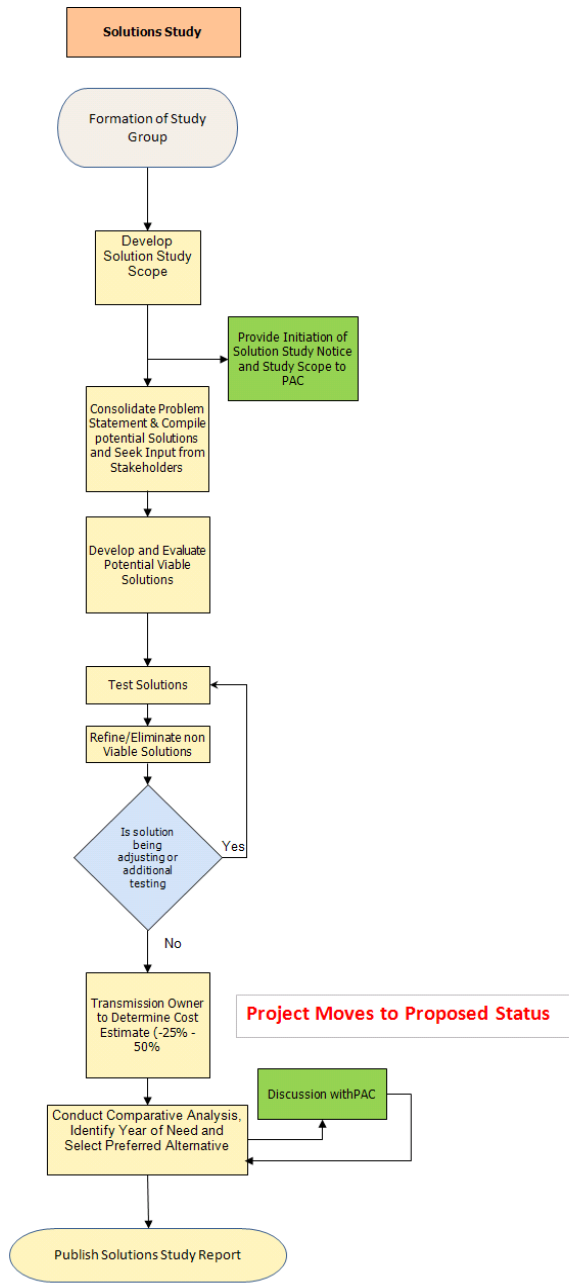 Solutions Study
Formation of Study
Group
Develop
Solution Study
Scope
Provide Initiation of
Solution Study Notice
and Study Scope to
PAC
Consolidate Problem
Statement & Compile
potential Solutions
and Seek Input from
Stakeholders
Develop and Evaluate
Potential Viable
Solutions
Test Solutions
Refine/Eliminate non
Viable Solutions
Is solution
being
adjusting or
additional
testing
Yes
No
Transmission Owner
to Determine Cost
Estimate (-25% -
50%
Project Moves to Proposed Status
Discussion withPAC
Conduct Comparative Analysis,
Identify Year of Need and
Select Preferred Alternative
Publish Solutions Study Report